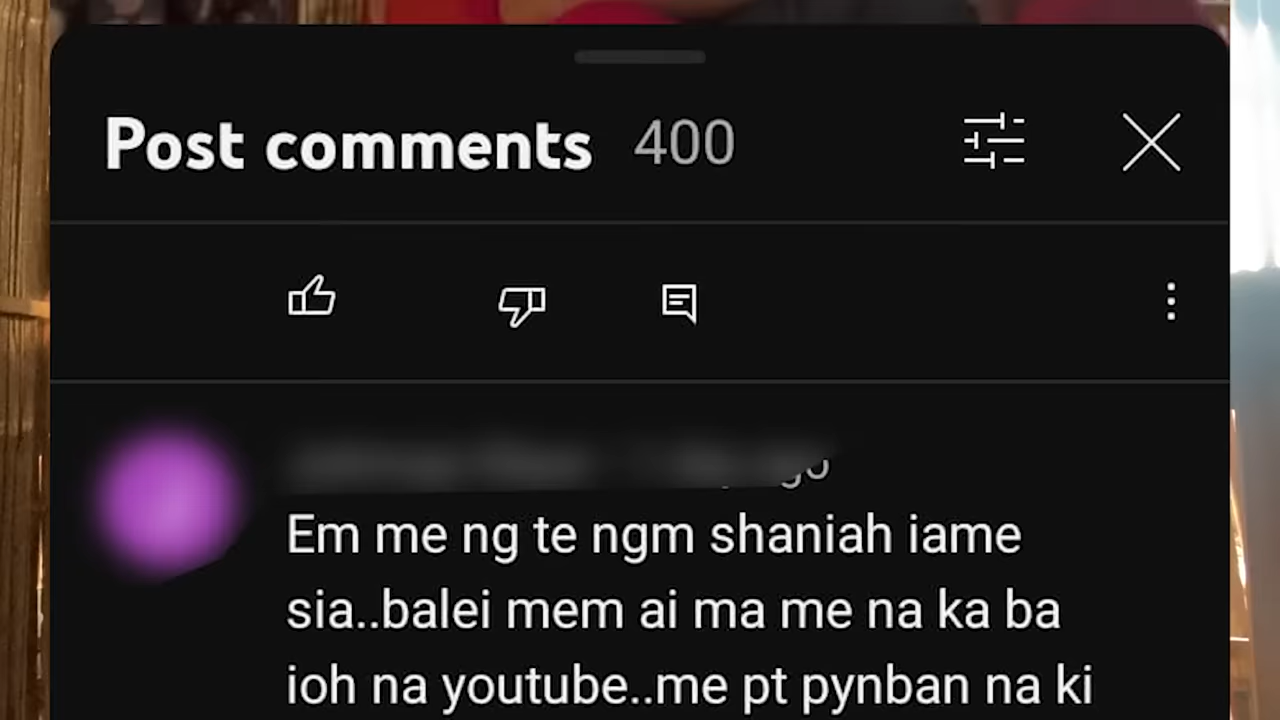 Post comments 400
Em me ng te ngm shaniah iame
sia..balei mem ai ma me na ka ba
ioh na youtube..me pt pynban na ki